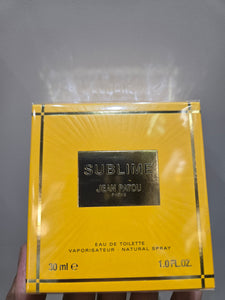 SUBLIME
JEAN PATOU
PARIS
EAU DE TOILETTE
VAPORISATEUR NATURAL SPRAY
30 ml e 1.0 FL.OZ.